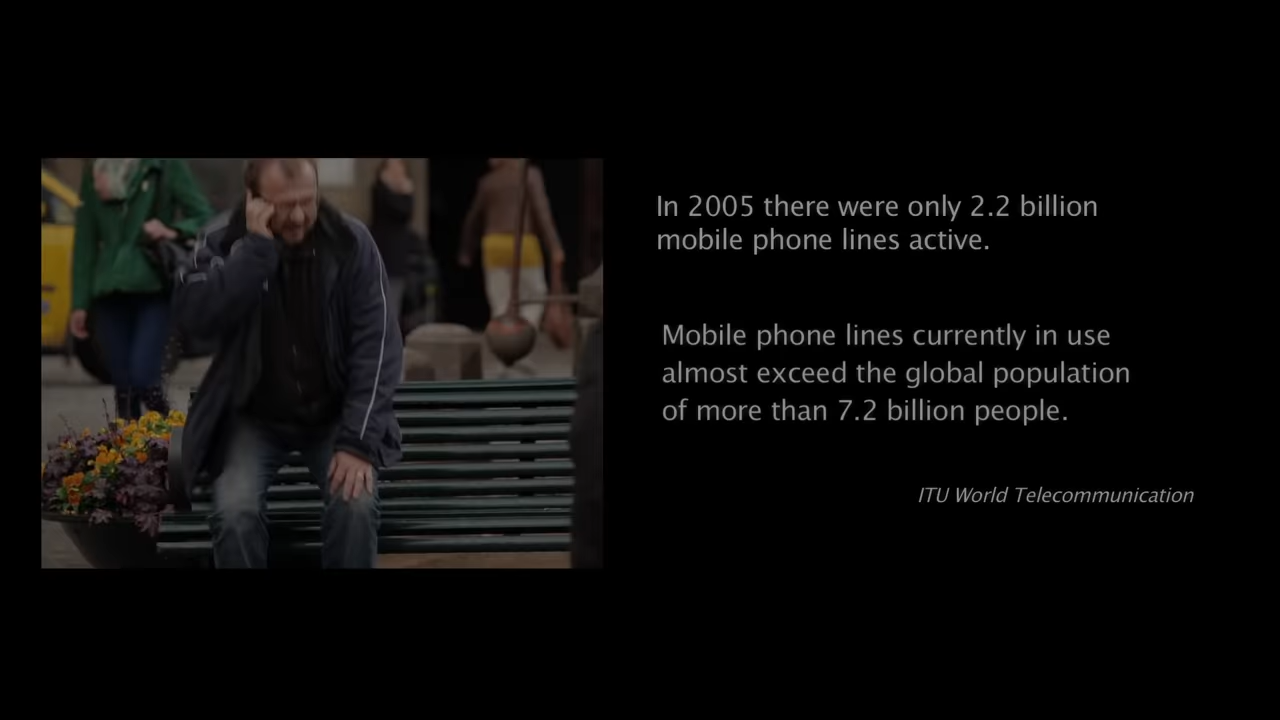 In 2005 there were only 2.2 billion
mobile phone lines active.
Mobile phone lines currently in use
almost exceed the global population
of more than 7.2 billion people.
ITU World Telecommunication